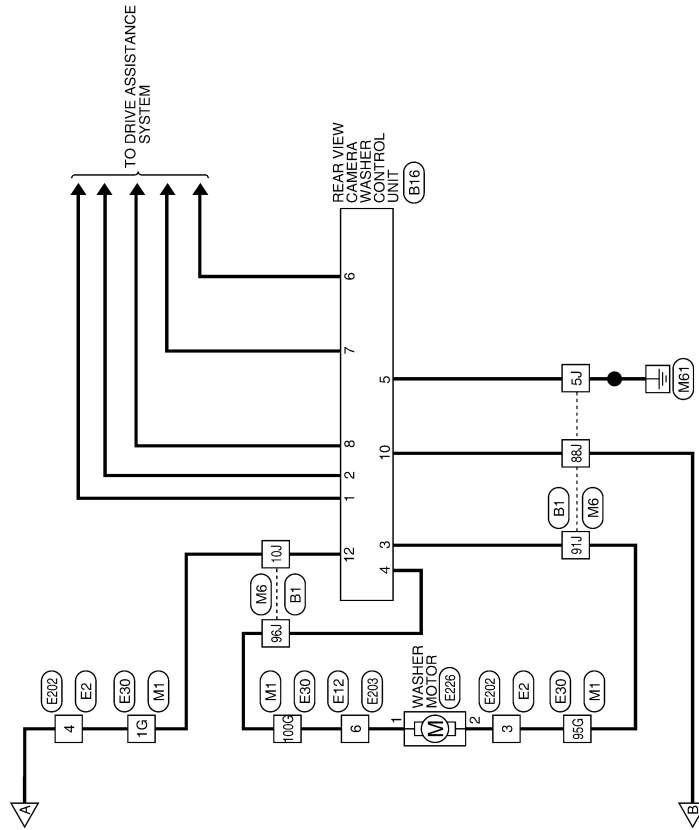 TO DRIVE ASSISTANCE
SYSTEM
REAR VIEW
CAMERA
WASHER
CONTROL
UNIT
B16
6
7
8
2
1
12
5
10
3
4
10J
M6
B1
96J
5J
M61
88J
B1
M6
91J
E202
E2
4
E30
M1
1G
A
M1
E30
100G
E12
E203
6
WASHER
MOTOR
E226
1
M
2
E202
E2
3
E30
M1
95G
B